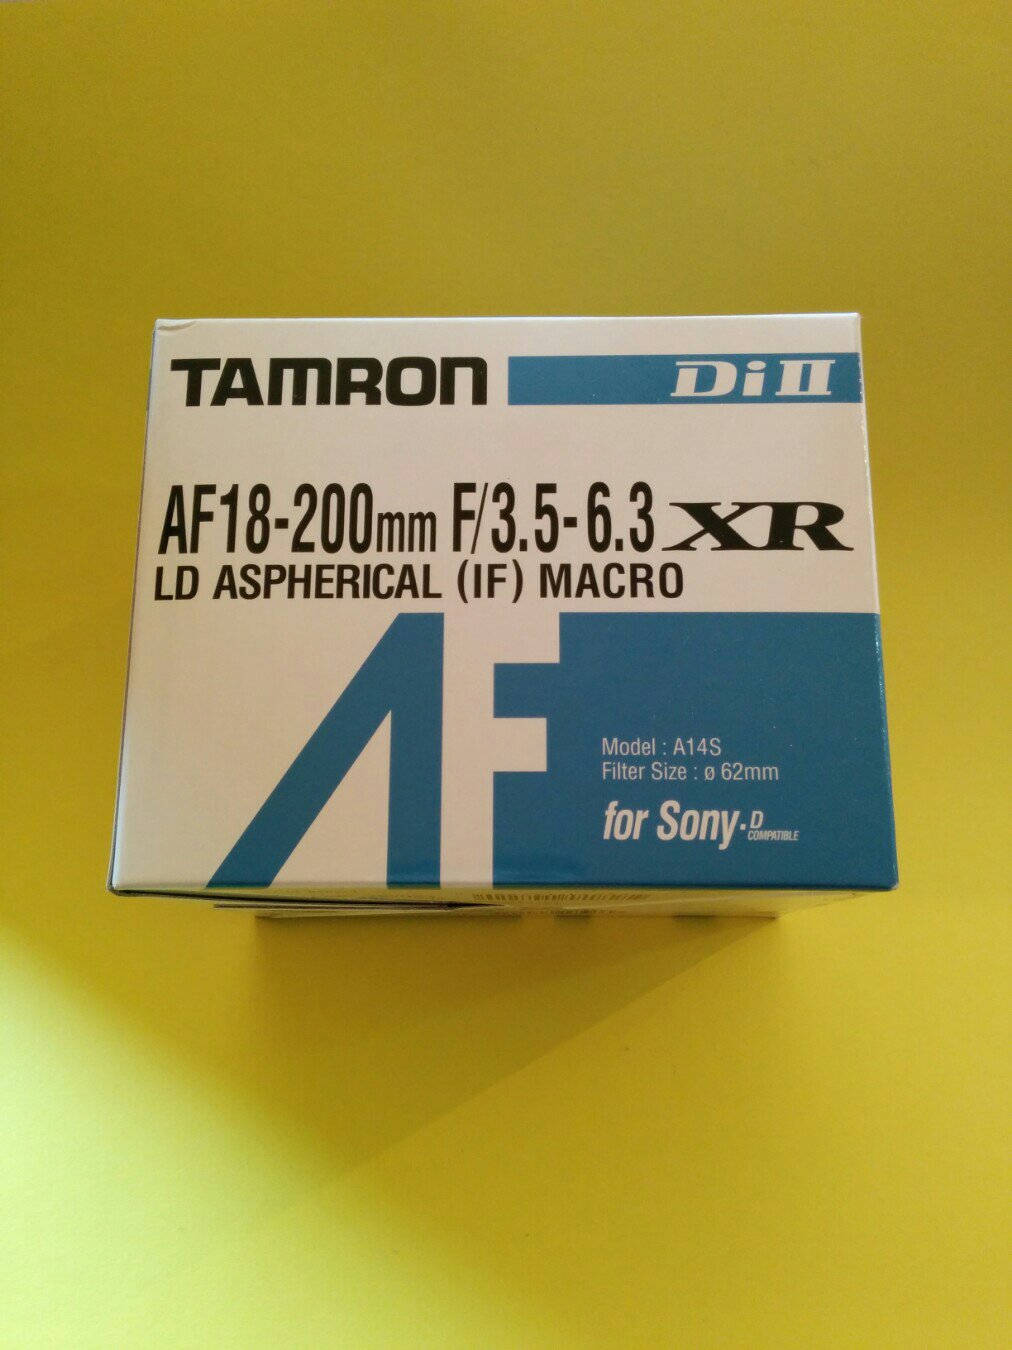 TAMRON Di II
AF18-200mm F/3.5-6.3 XR
LD ASPHERICAL (IF) MACRO
AF
Model : A14S
Filter Size : ø 62mm
for Sony·D
COMPATIBLE